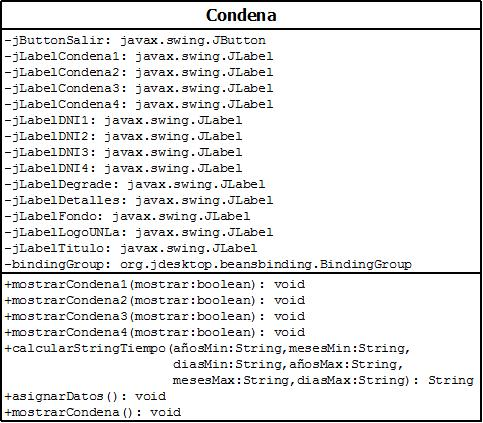 Condena
-jButtonSalir: javax.swing.JButton
-jLabelCondena1: javax.swing.JLabel
-jLabelCondena2: javax.swing.JLabel
-jLabelCondena3: javax.swing.JLabel
-jLabelCondena4: javax.swing.JLabel
-jLabelDNI1: javax.swing.JLabel
-jLabelDNI2: javax.swing.JLabel
-jLabelDNI3: javax.swing.JLabel
-jLabelDNI4: javax.swing.JLabel
-jLabelDegrade: javax.swing.JLabel
-jLabelDetalles: javax.swing.JLabel
-jLabelFondo: javax.swing.JLabel
-jLabelLogoUNLa: javax.swing.JLabel
-jLabelTitulo: javax.swing.JLabel
-bindingGroup: org.jdesktop.beansbinding.BindingGroup
+mostrarCondena1(mostrar:boolean): void
+mostrarCondena2(mostrar:boolean): void
+mostrarCondena3(mostrar:boolean): void
+mostrarCondena4(mostrar:boolean): void
+calcularStringTiempo(añosMin:String,mesesMin:String,
diasMin:String,añosMax:String,
mesesMax:String,diasMax:String): String
+asignarDatos(): void
+mostrarCondena(): void